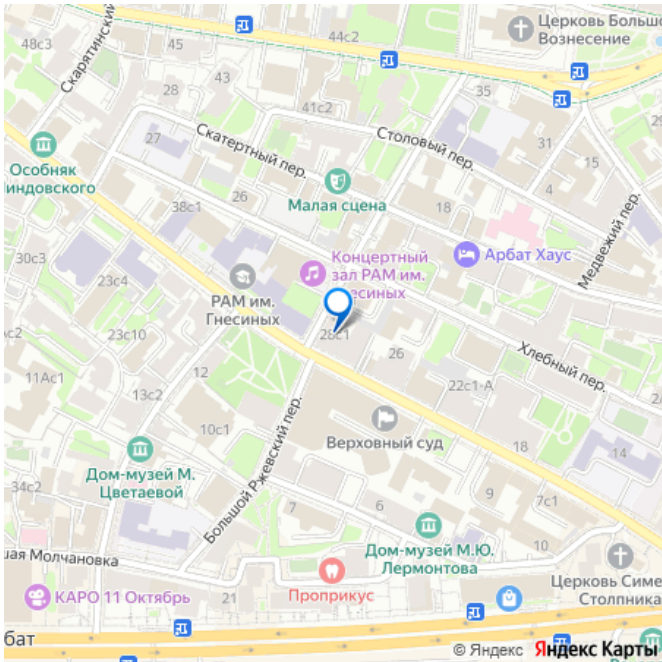 48с3
Скарятинский
45
44с2
Церковь Больш
Вознесение
43
28
41с2
35
31
15
27
Скатертный пер.
Столовый пер.
Особняк
индовского
38с1
26
Малая сцена
18
4
Медвежий пер.
30с3
Концертный
зал РАМ им.
Гнесиных
Арбат Хаус
23с4
РАМ им.
Гнесиных
23с10
28с1
26
Хлебный пер.
11Ас1
13с2
12
22с1-А
10с1
Верховный суд
18
14
Большой Ржевский пер.
34с2
Дом-музей М.
Цветаевой
7
6
9
7с1
10
шая Молчановка
Дом-музей М.Ю.
Лермонтова
Проприкус
Церковь Симе
Столпника
КАРО 11 Октябрь
21
бат
© Яндекс Яндекс Карты